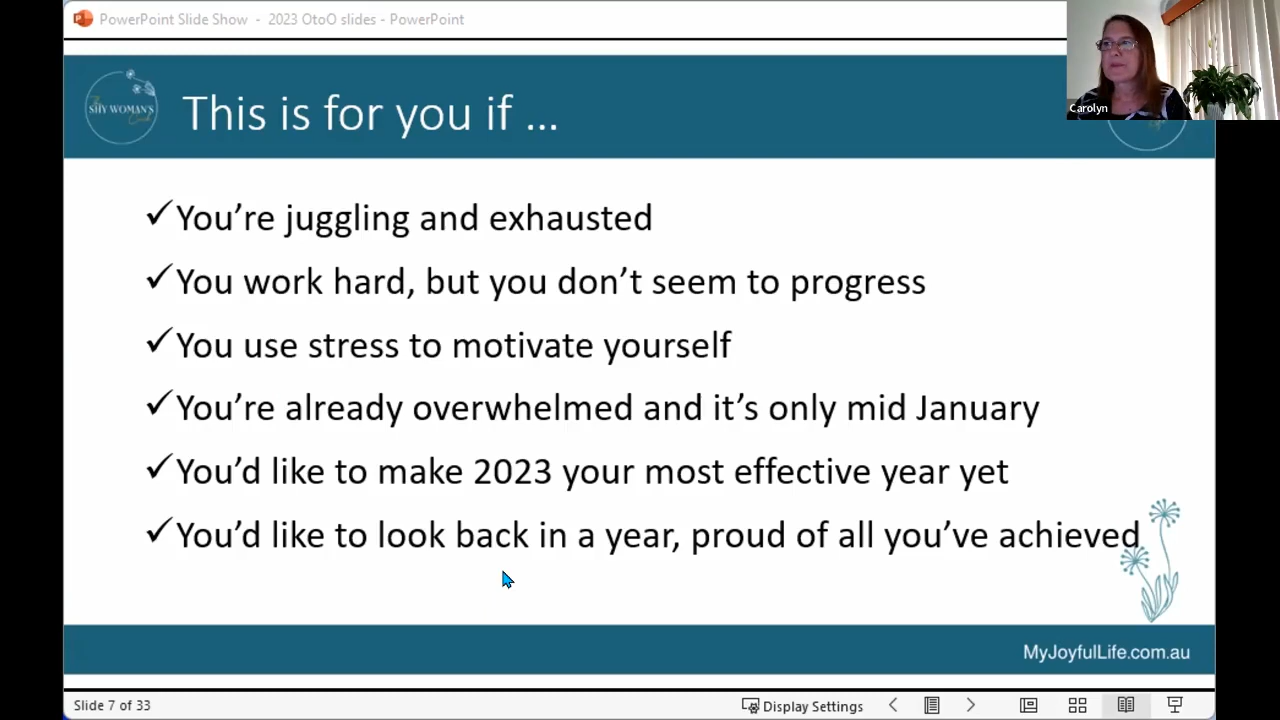 PowerPoint Slide Show - 2023 OtoO slides - PowerPoint
Carolyn
SHY WOMAN'S
This is for you if ...
✓You're juggling and exhausted
✓You work hard, but you don't seem to progress
✓You use stress to motivate yourself
✓You're already overwhelmed and it's only mid January
✓You'd like to make 2023 your most effective year yet
✓You'd like to look back in a year, proud of all you've achieved
MyJoyfulLife.com.au
Slide 7 of 33
Display Settings